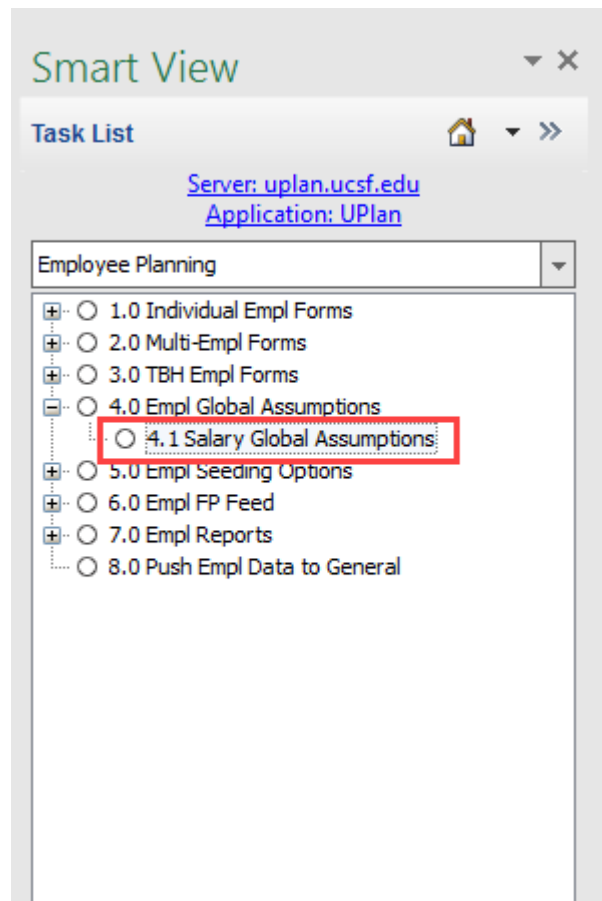 Smart View
Task List
Server: uplan.ucsf.edu
Application: UPlan
Employee Planning
1.0 Individual Empl Forms
2.0 Multi-Empl Forms
3.0 TBH Empl Forms
4.0 Empl Global Assumptions
4.1 Salary Global Assumptions
5.0 Empl Seeding Options
6.0 Empl FP Feed
7.0 Empl Reports
8.0 Push Empl Data to General